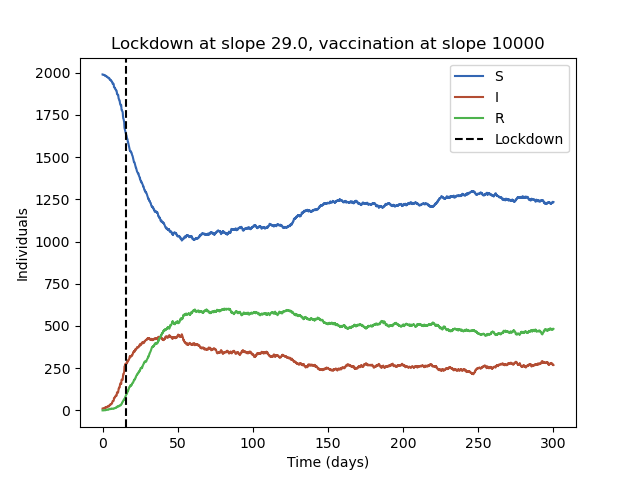 Lockdown at slope 29.0, vaccination at slope 10000
S
I
R
Lockdown
Individuals
2000
1750
1500
1250
1000
750
500
250
0
0 50 100 150 200 250 300
Time (days)